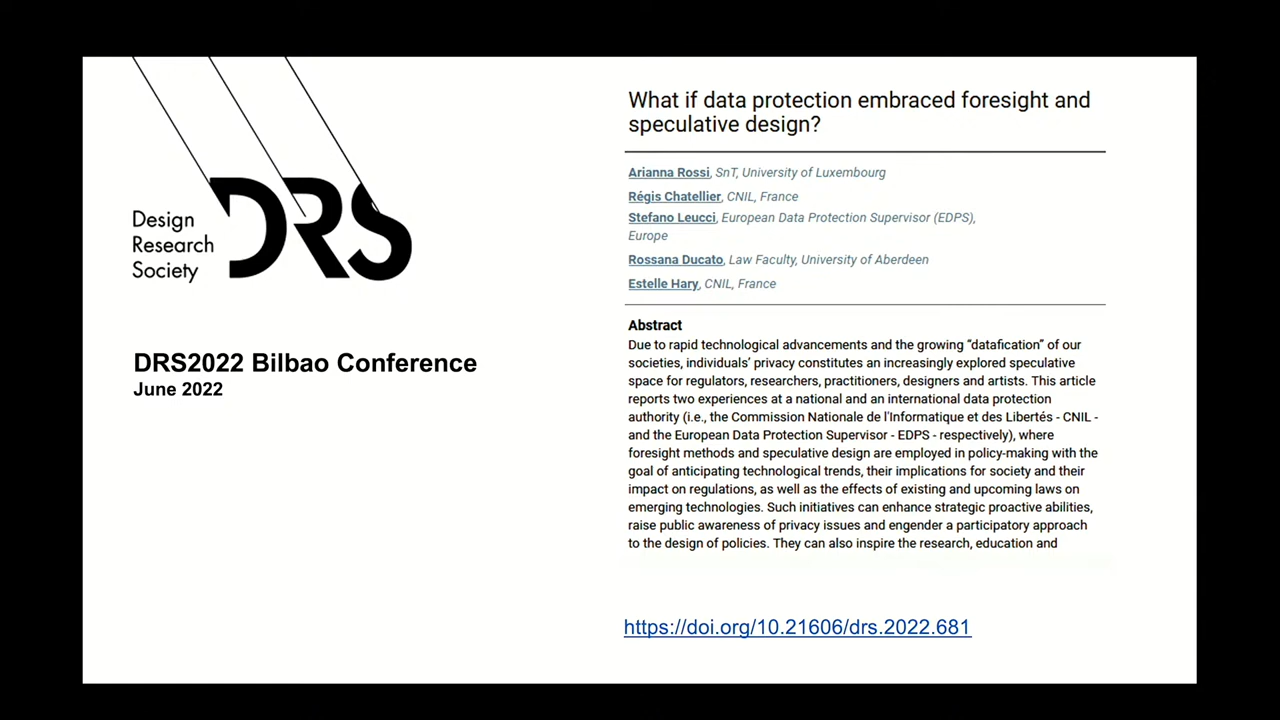 Design
Research
Society
DRS
DRS2022 Bilbao Conference
June 2022
What if data protection embraced foresight and
speculative design?
Arianna Rossi, SnT, University of Luxembourg
Régis Chatellier, CNIL, France
Stefano Leucci, European Data Protection Supervisor (EDPS),
Europe
Rossana Ducato, Law Faculty, University of Aberdeen
Estelle Hary, CNIL, France
Abstract
Due to rapid technological advancements and the growing “datafication” of our
societies, individuals’ privacy constitutes an increasingly explored speculative
space for regulators, researchers, practitioners, designers and artists. This article
reports two experiences at a national and an international data protection
authority (i.e., the Commission Nationale de l'Informatique et des Libertés - CNIL -
and the European Data Protection Supervisor - EDPS - respectively), where
foresight methods and speculative design are employed in policy-making with the
goal of anticipating technological trends, their implications for society and their
impact on regulations, as well as the effects of existing and upcoming laws on
emerging technologies. Such initiatives can enhance strategic proactive abilities,
raise public awareness of privacy issues and engender a participatory approach
to the design of policies. They can also inspire the research, education and
https://doi.org/10.21606/drs.2022.681